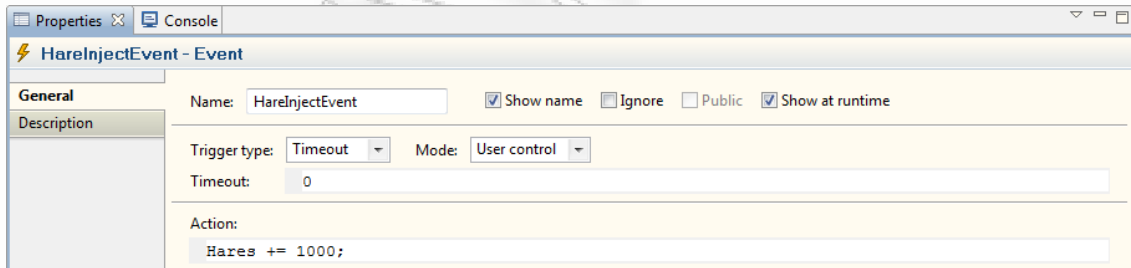 Properties Console
HareInjectEvent - Event
General
Description
Name: HareInjectEvent Show name Ignore Public Show at runtime
Trigger type: Timeout Mode: User control
Timeout: 0
Action:
Hares += 1000;